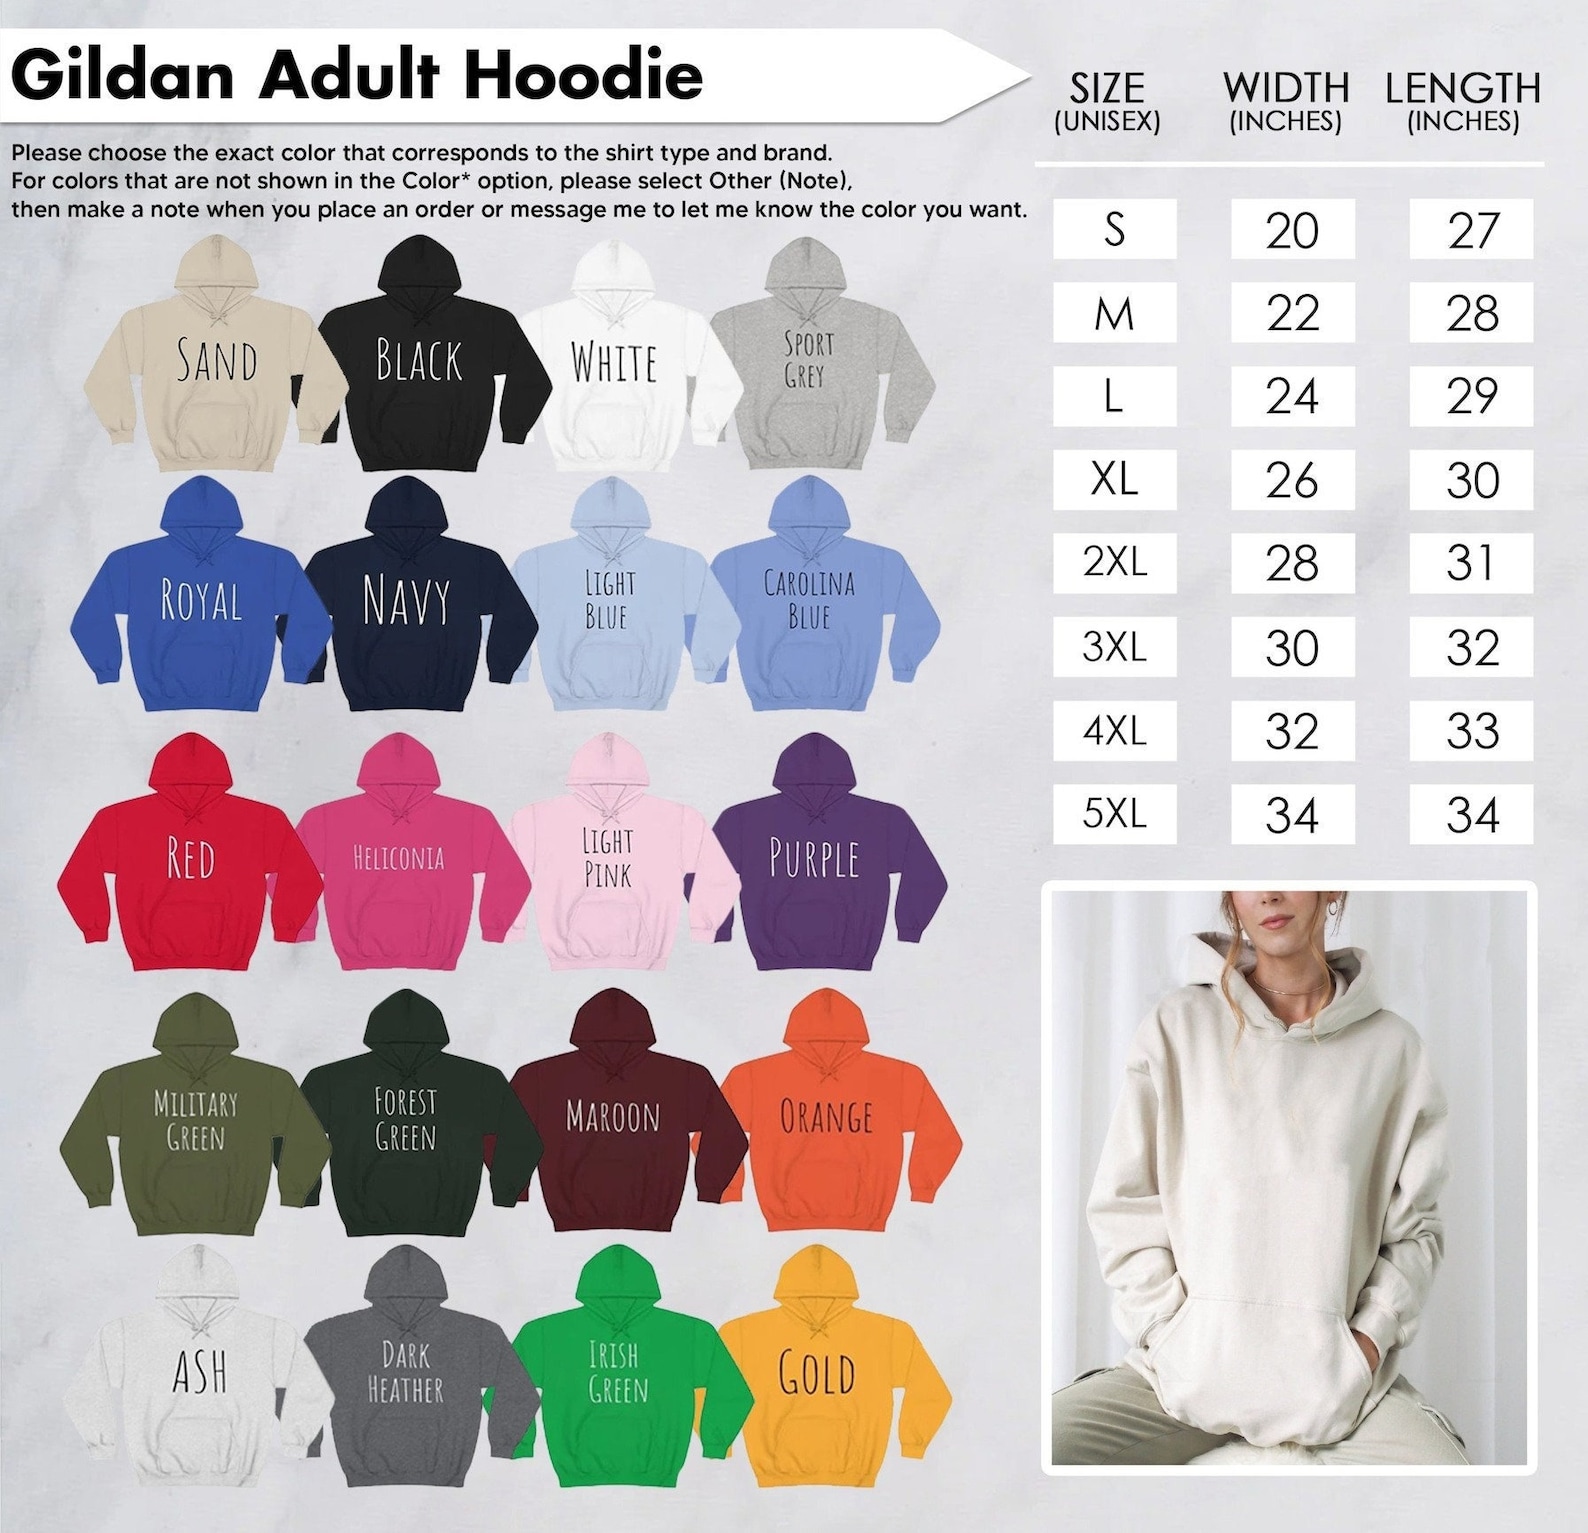 Gildan Adult Hoodie
Please choose the exact color that corresponds to the shirt type and brand.
For colors that are not shown in the Color* option, please select Other (Note),
then make a note when you place an order or message me to let me know the color you want.
SAND
BLACK
WHITE
SPORT
GREY
ROYAL
NAVY
LIGHT
BLUE
CAROLINA
BLUE
RED
HELICONIA
LIGHT
PINK
PURPLE
MILITARY
GREEN
FOREST
GREEN
MAROON
ORANGE
ASH
DARK
HEATHER
IRISH
GREEN
GOLD
SIZE WIDTH LENGTH
(UNISEX) (INCHES) (INCHES)
S 20 27
M 22 28
L 24 29
XL 26 30
2XL 28 31
3XL 30 32
4XL 32 33
5XL 34 34